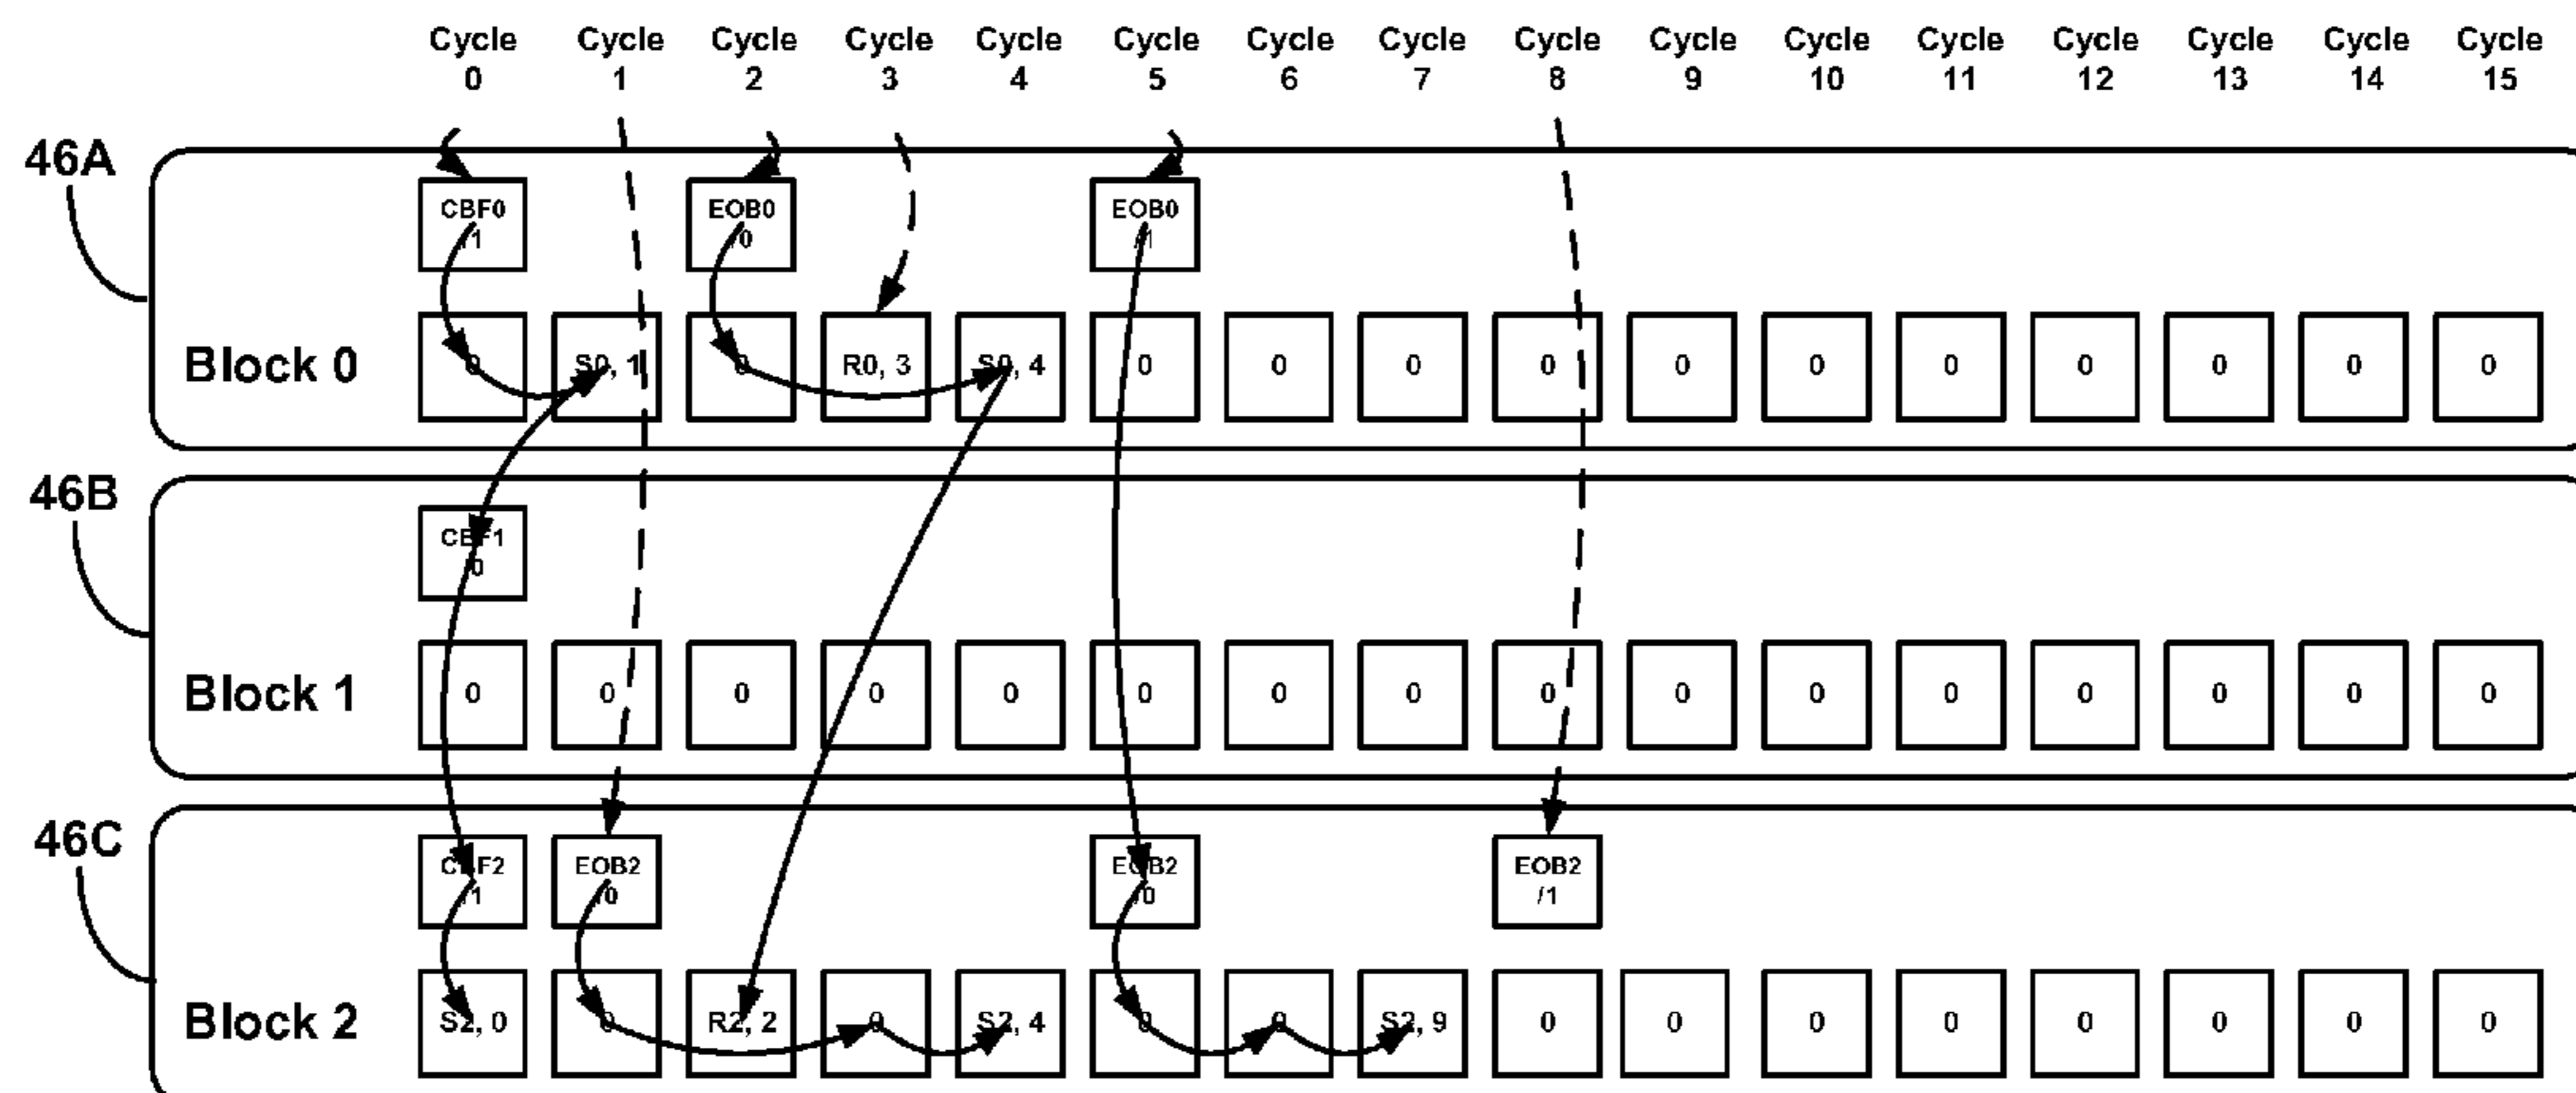 Cycle Cycle Cycle Cycle Cycle Cycle Cycle Cycle Cycle Cycle Cycle Cycle Cycle Cycle Cycle Cycle
0 1 2 3 4 5 6 7 8 9 10 11 12 13 14 15
46A
CBF0 EOB0 EOB0
/1 /0 /1
Block 0 0 S0, 1 0 R0, 3 S0, 4 0 0 0 0 0 0 0 0 0 0 0
46B
CBF1
/0
Block 1 0 0 0 0 0 0 0 0 0 0 0 0 0 0 0 0
46C
CBF2 EOB2 EOB2 EOB2
/1 /0 /0 /1
Block 2 S2, 0 0 R2, 2 0 S2, 4 0 0 S2, 9 0 0 0 0 0 0 0 0